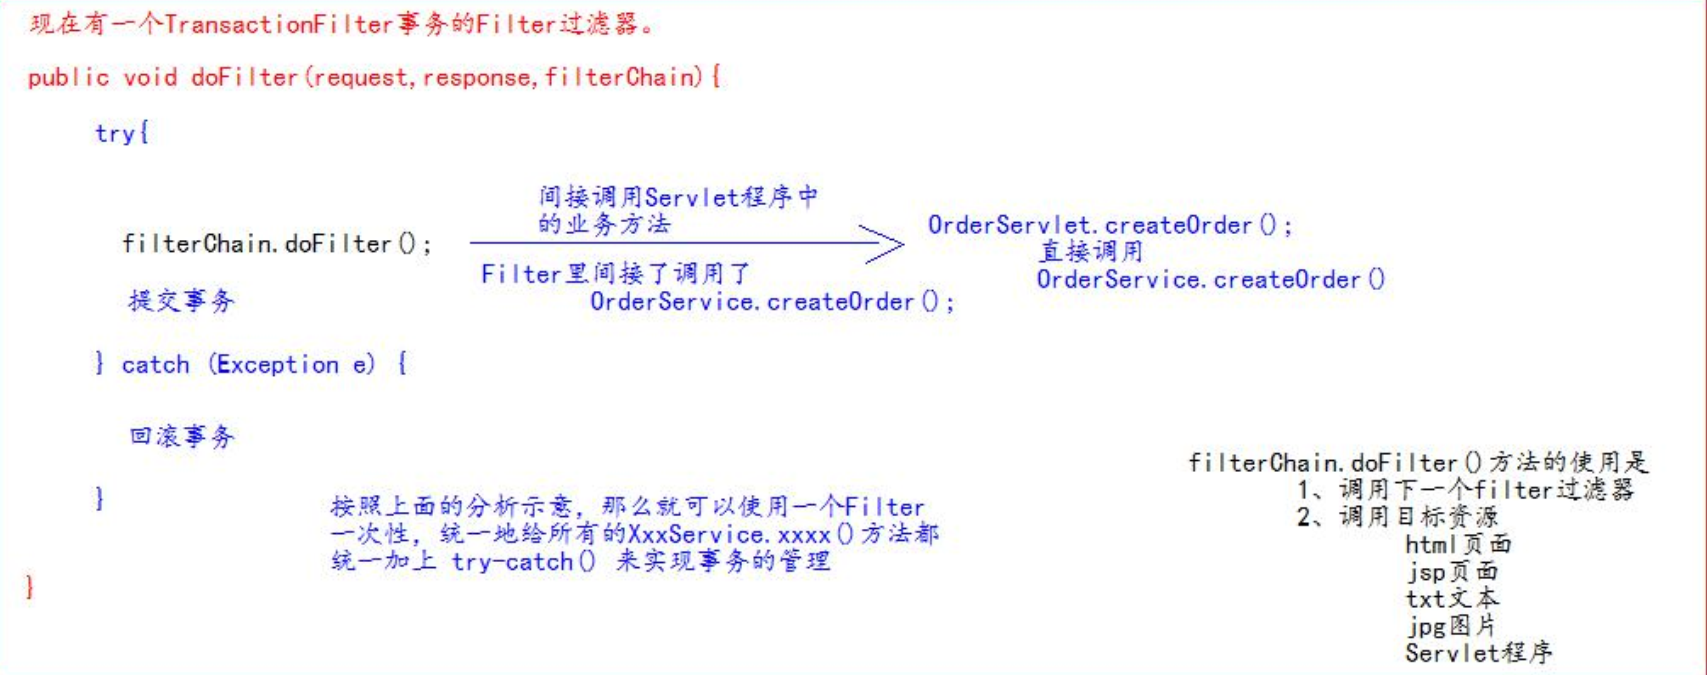 现在有一个TransactionFilter事务的Filter过滤器。
public void doFilter(request,response,filterChain){
try{
间接调用Servlet程序中
的业务方法
filterChain.doFilter();
Filter里间接了调用了
OrderService.createOrder();
OrderServlet.createOrder();
直接调用
OrderService.createOrder()
提交事务
} catch (Exception e) {
回滚事务
}
按照上面的分析示意，那么就可以使用一个Filter
一次性，统一地给所有的XxxService.xxxx()方法都
统一加上 try-catch() 来实现事务的管理
}
filterChain.doFilter()方法的使用是
1、调用下一个filter过滤器
2、调用目标资源
html页面
jsp页面
txt文本
jpg图片
Servlet程序